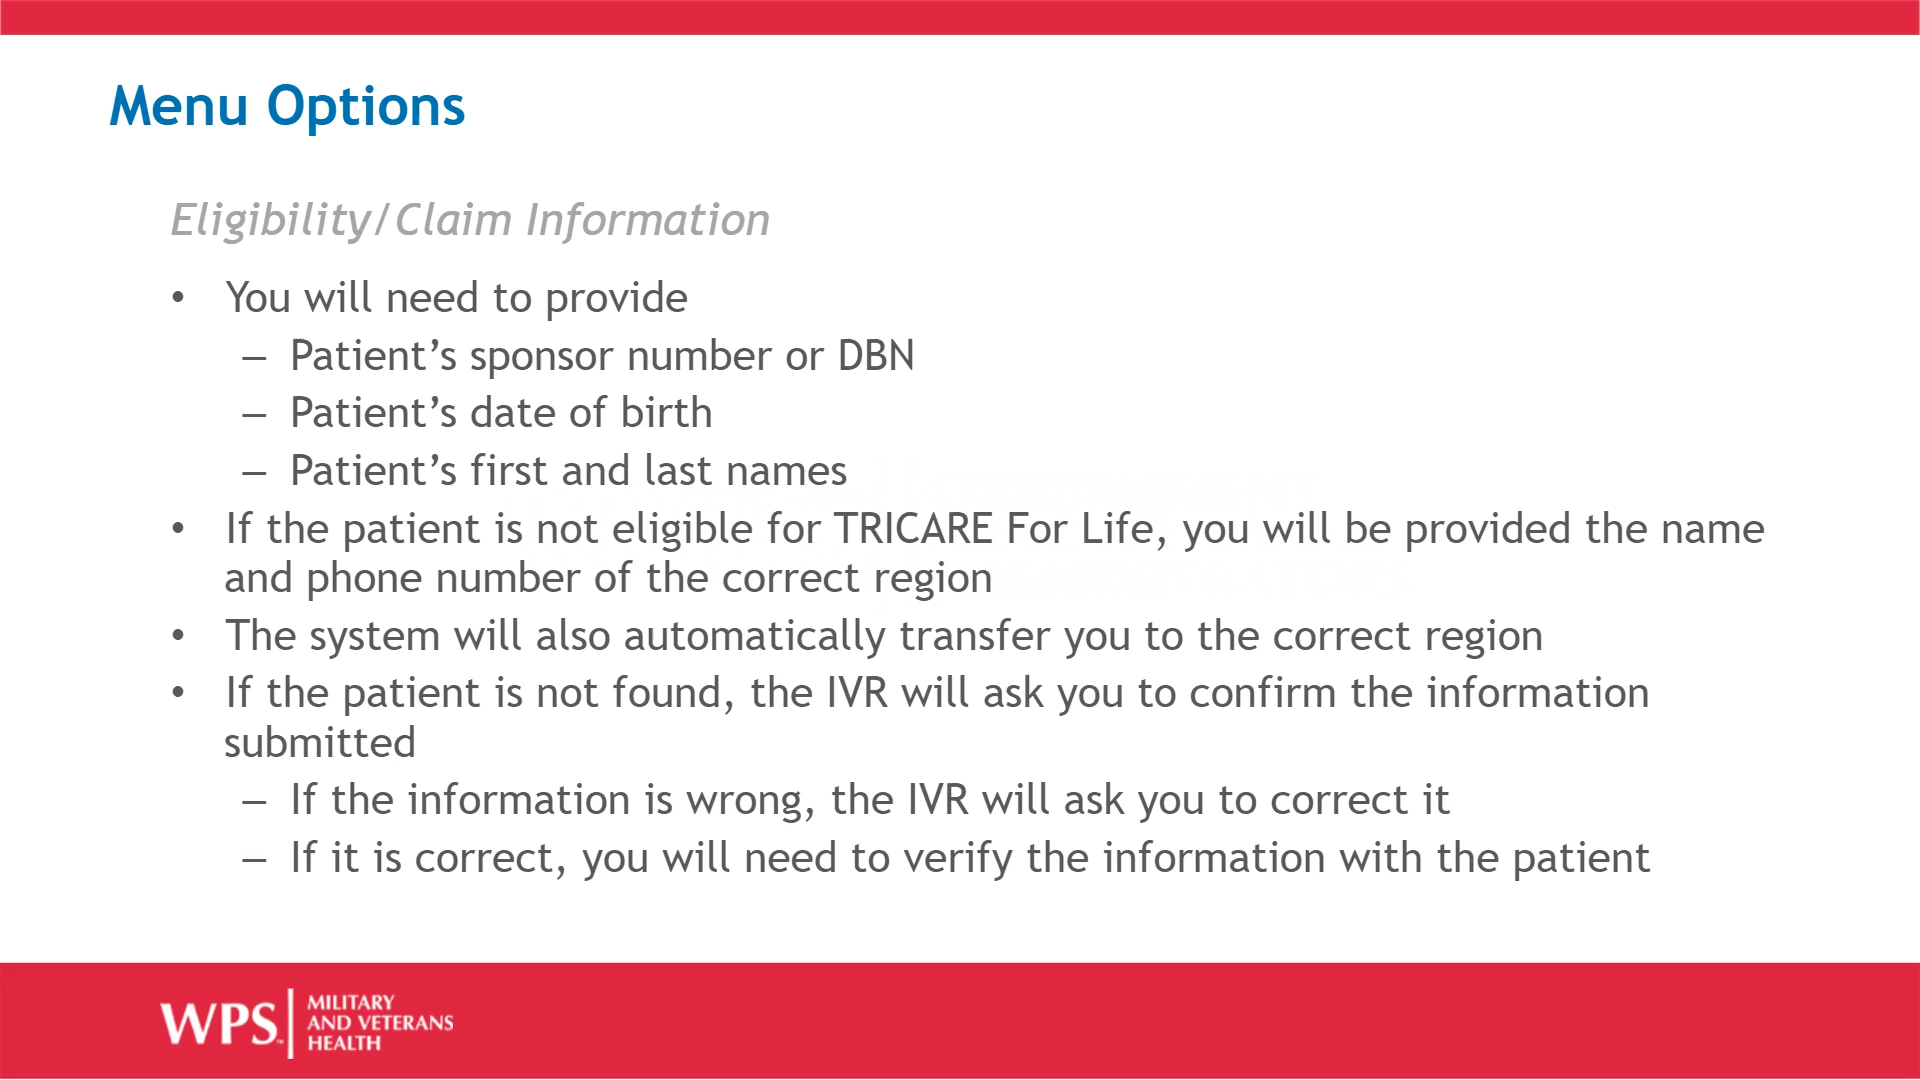 Menu Options
Eligibility/Claim Information
• You will need to provide
– Patient’s sponsor number or DBN
– Patient’s date of birth
– Patient’s first and last names
• If the patient is not eligible for TRICARE For Life, you will be provided the name
and phone number of the correct region
• The system will also automatically transfer you to the correct region
• If the patient is not found, the IVR will ask you to confirm the information
submitted
– If the information is wrong, the IVR will ask you to correct it
– If it is correct, you will need to verify the information with the patient
WPS™ MILITARY
AND VETERANS
HEALTH